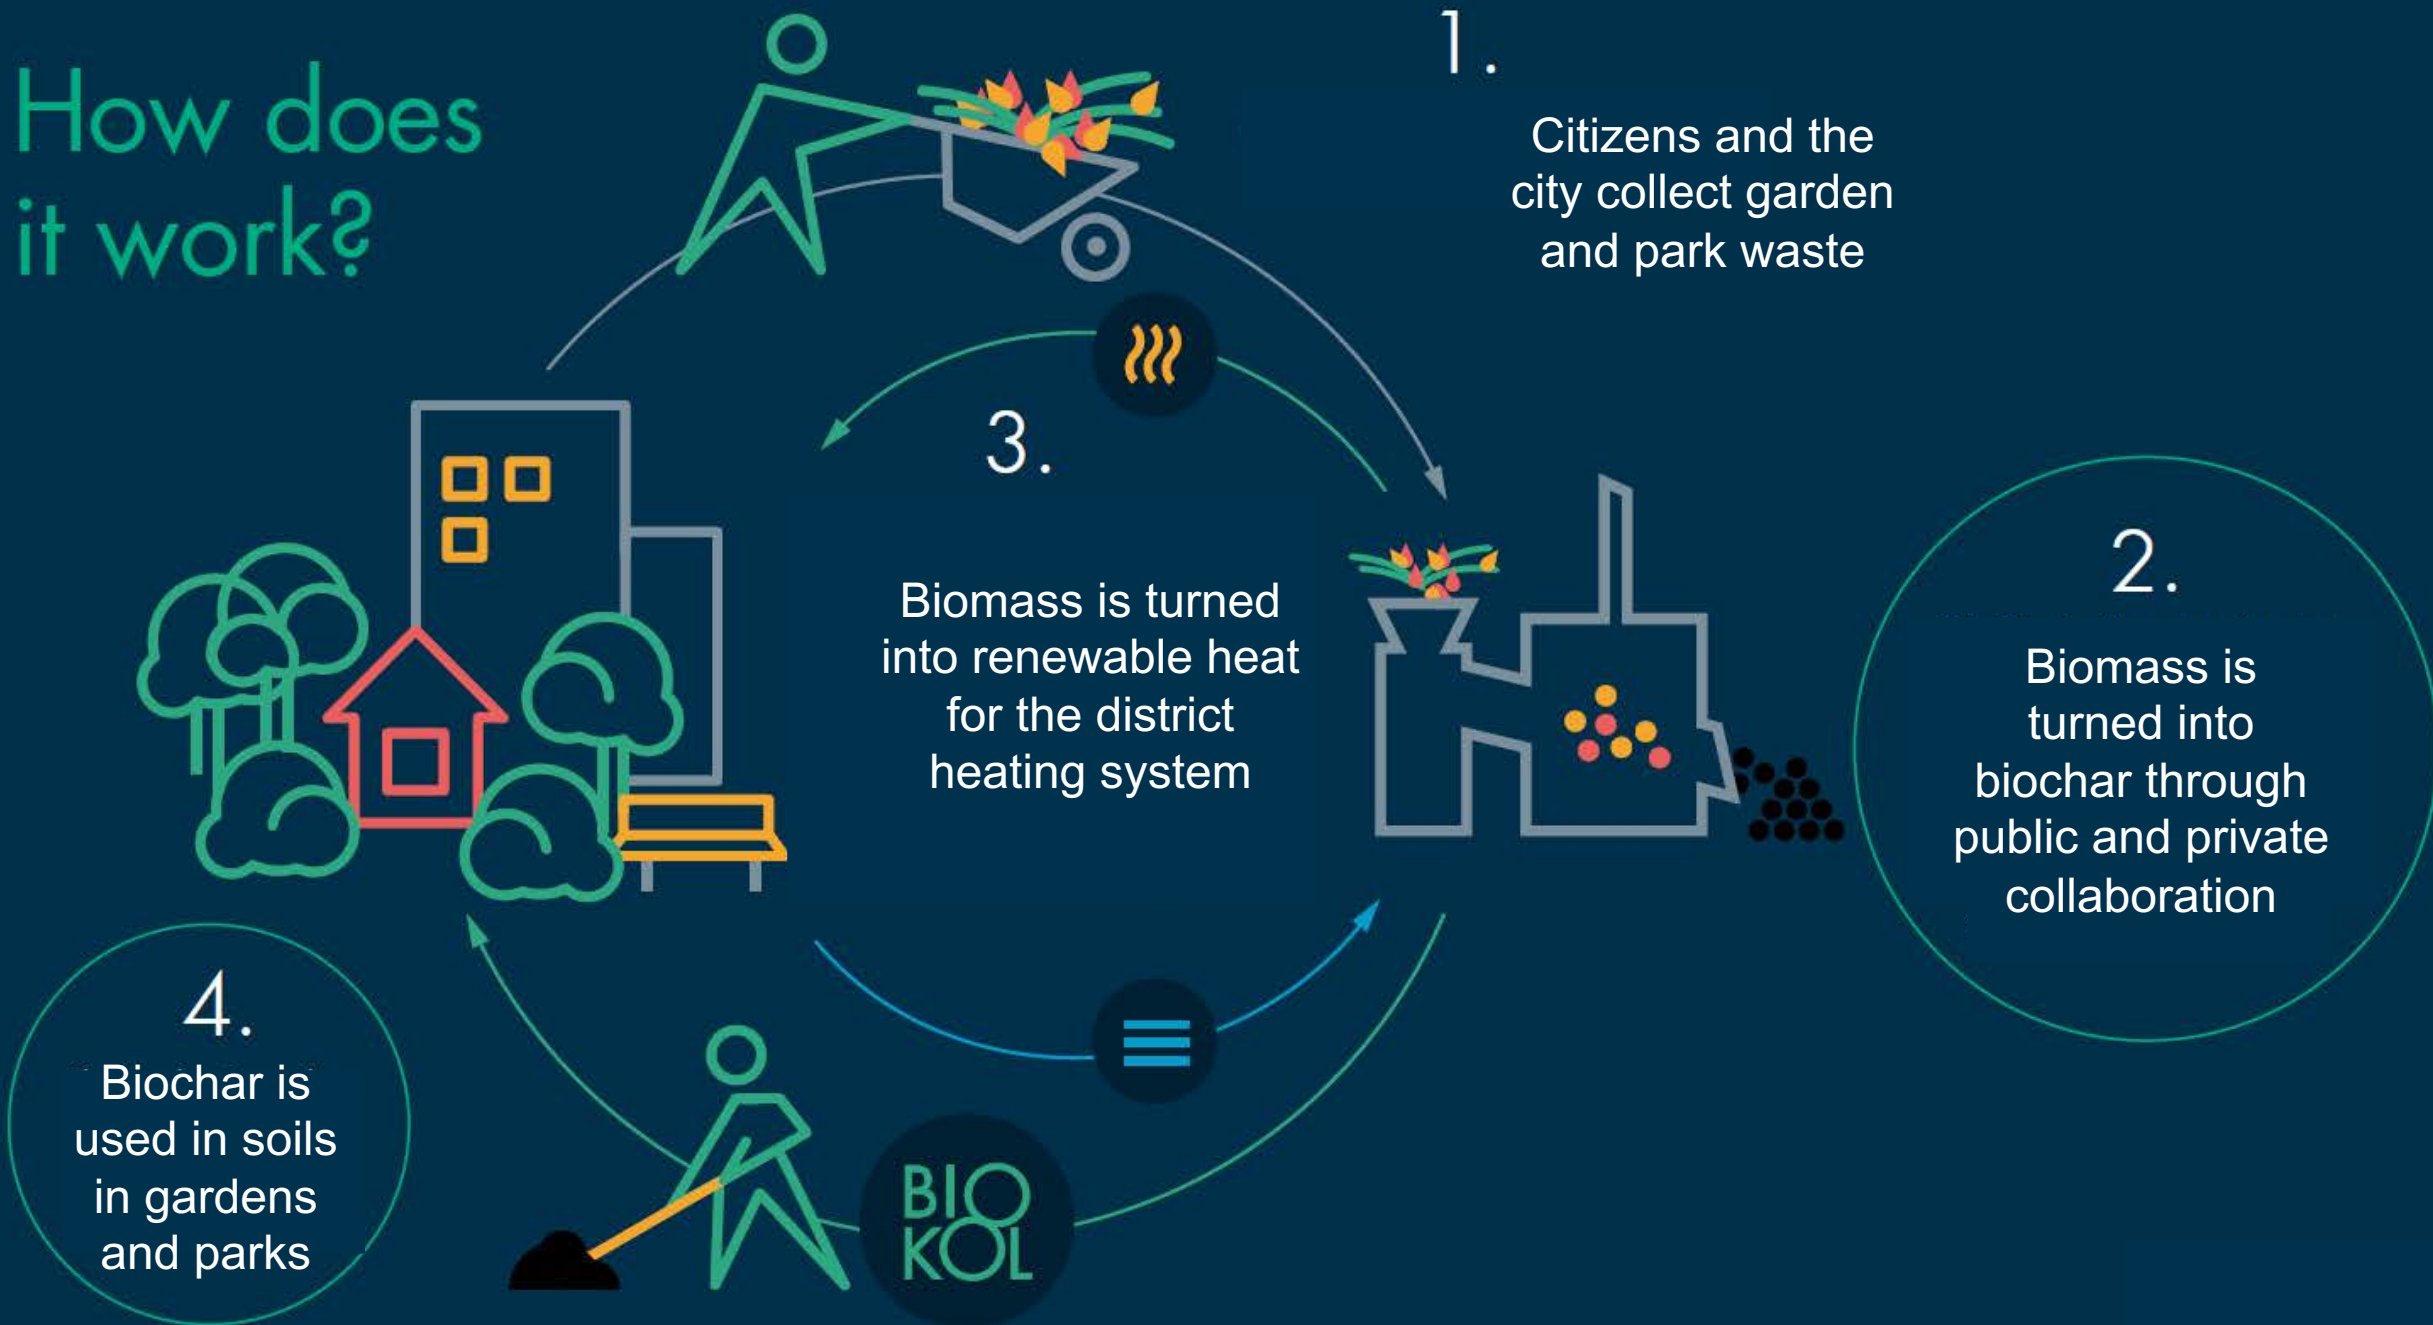 How does
it work?
1.
Citizens and the
city collect garden
and park waste
2.
Biomass is
turned into
biochar through
public and private
collaboration
3.
Biomass is turned
into renewable heat
for the district
heating system
4.
Biochar is
used in soils
in gardens
and parks
BIO
KOL